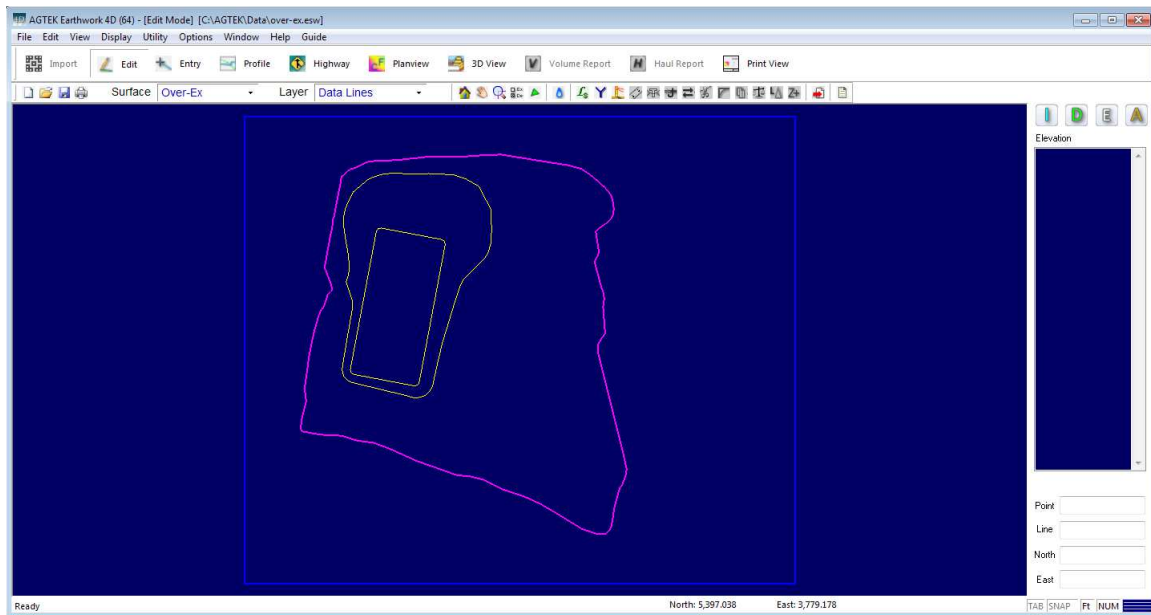 AGTEK Earthwork 4D (64) - [Edit Mode] [C:\AGTEK\Data\over-ex.esw]
File Edit View Display Utility Options Window Help Guide
Import Edit Entry Profile Highway Planview 3D View Volume Report Haul Report Print View
Surface Over-Ex Layer Data Lines
I D E A
Elevation
Point
Line
North
East
Ready North: 5,397.038 East: 3,779.178 TAB SNAP Ft NUM